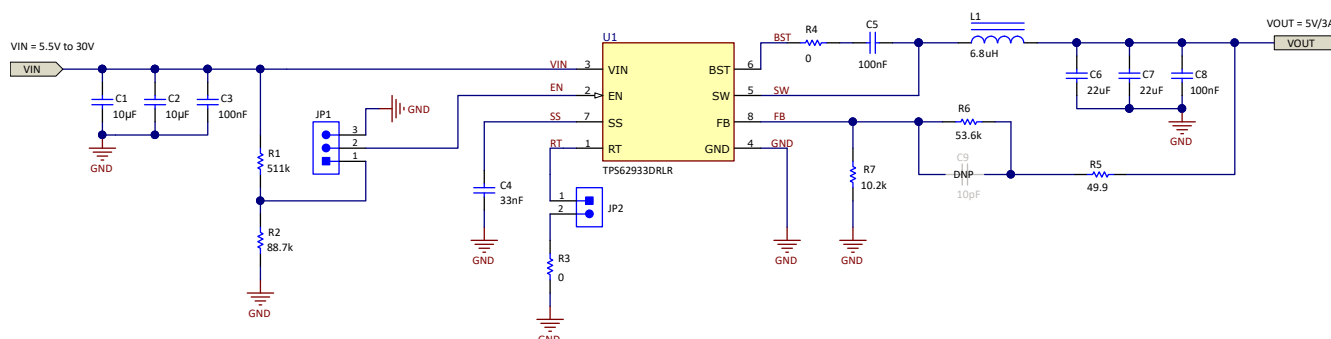 VIN = 5.5V to 30V
VIN
C1
10µF
C2
10µF
C3
100nF
GND
R1
511k
R2
88.7k
GND
JP1
3
2
1
GND
VIN
EN
SS
RT
3
2
7
1
U1
VIN
EN
SS
RT
BST
SW
FB
GND
TPS62933DRLR
6
5
8
4
BST
SW
FB
GND
C4
33nF
GND
1
2
JP2
R3
0
GND
GND
R4
0
C5
100nF
L1
6.8uH
R7
10.2k
GND
R6
53.6k
C9
DNP
10pF
R5
49.9
C6
22uF
C7
22uF
C8
100nF
GND
VOUT = 5V/3A
VOUT